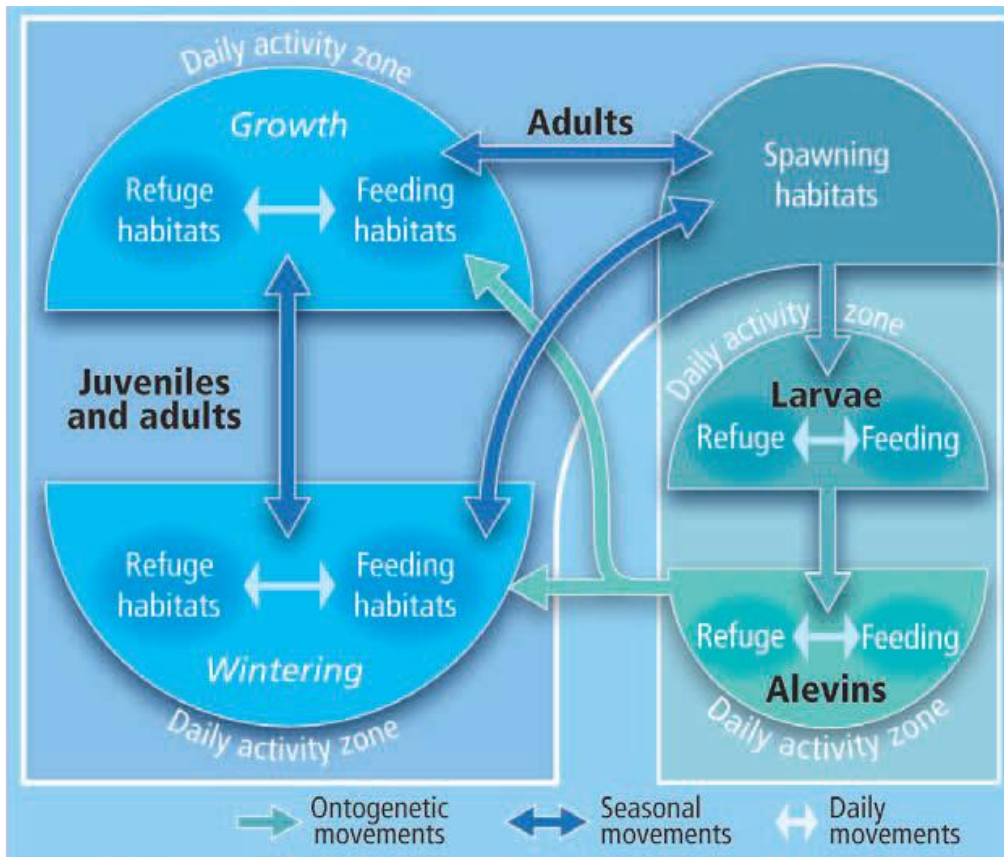 Daily activity zone
Growth
Refuge
habitats
Feeding
habitats
Adults
Spawning
habitats
Juveniles
and adults
Daily activity zone
Larvae
Refuge
Feeding
Refuge
habitats
Feeding
habitats
Wintering
Daily activity zone
Refuge
Feeding
Alevins
Daily activity zone
Ontogenetic
movements
Seasonal
movements
Daily
movements